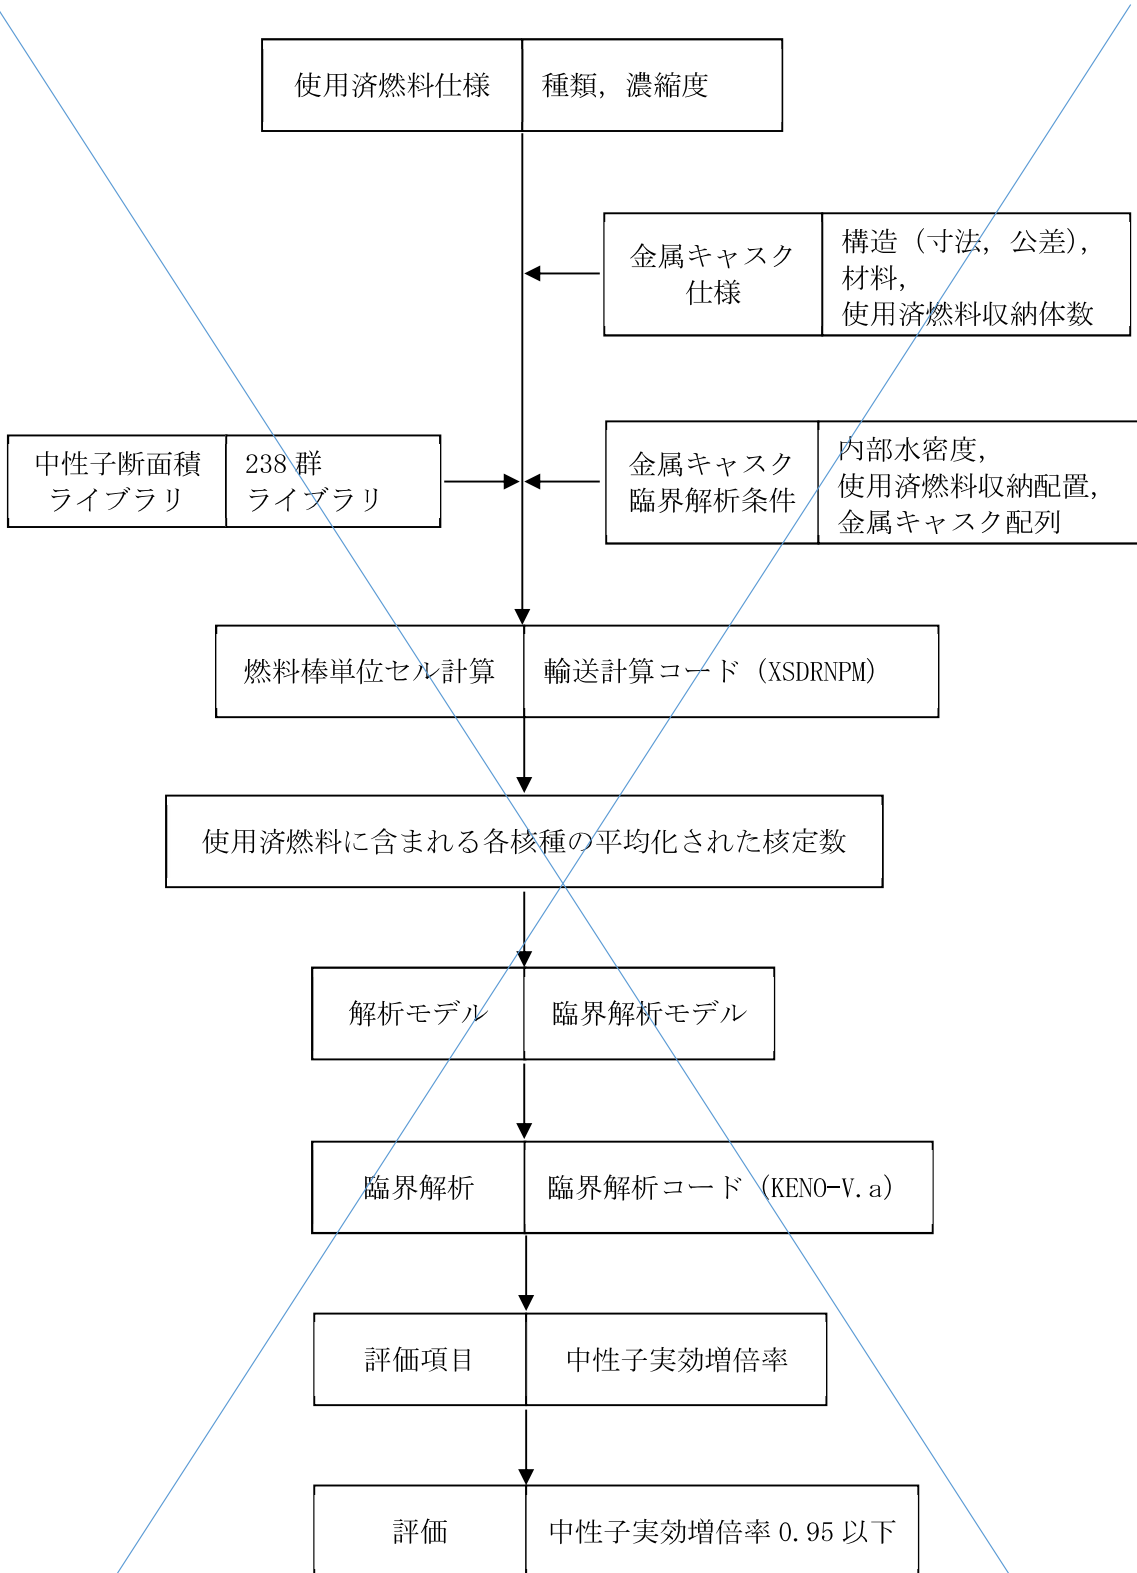 使用済燃料仕様
種類，濃縮度
金属キャスク
仕様
構造（寸法，公差），
材料，
使用済燃料収納体数
中性子断面積
ライブラリ
238 群
ライブラリ
金属キャスク
臨界解析条件
内部水密度，
使用済燃料収納配置，
金属キャスク配列
燃料棒単位セル計算
輸送計算コード（XSDRNPM）
使用済燃料に含まれる各核種の平均化された核定数
解析モデル
臨界解析モデル
臨界解析
臨界解析コード（KENO-V.a）
評価項目
中性子実効増倍率
評価
中性子実効増倍率 0.95 以下